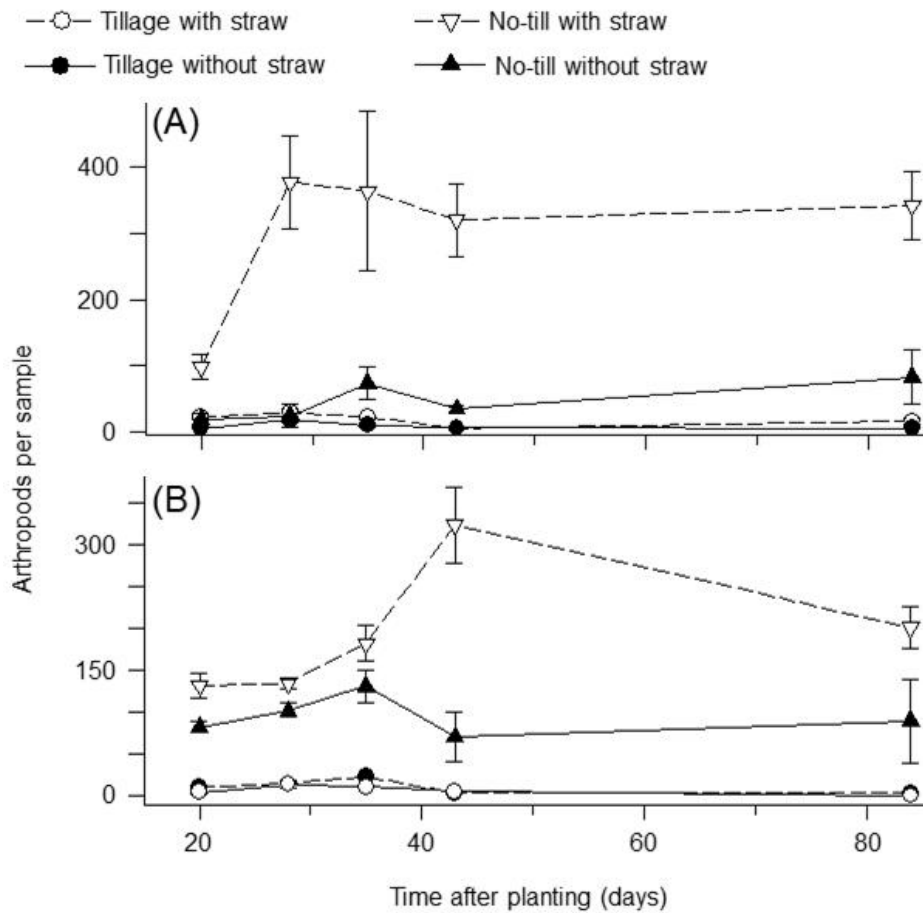 Tillage with straw
No-till with straw
Tillage without straw
No-till without straw
(A)
400
200
0
Arthropods per sample
(B)
300
150
0
20 40 60 80
Time after planting (days)